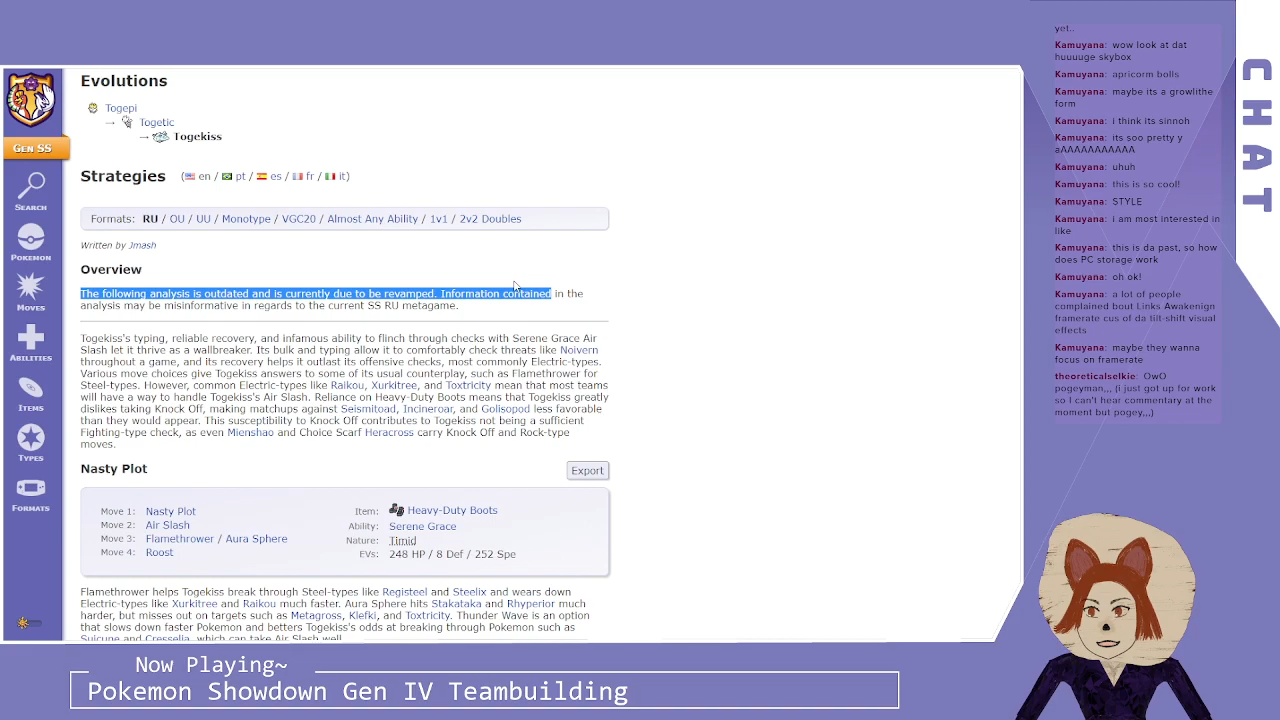 Evolutions
Togepi
→ Togetic
→ Togekiss
Strategies (en / pt / es / fr / it)
Formats: RU / OU / UU / Monotype / VGC20 / Almost Any Ability / 1v1 / 2v2 Doubles
Written by Jmash
Overview
The following analysis is outdated and is currently due to be revamped. Information contained in the
analysis may be misinformative in regards to the current SS RU metagame.
Togekiss's typing, reliable recovery, and infamous ability to flinch through checks with Serene Grace Air
Slash let it thrive as a wallbreaker. Its bulk and typing allow it to comfortably check threats like Noivern
throughout a game, and its recovery helps it outlast its offensive checks, most commonly Electric-types.
Various move choices give Togekiss answers to some of its usual counterplay, such as Flamethrower for
Steel-types. However, common Electric-types like Raikou, Xurkitree, and Toxtricity mean that most teams
will have a way to handle Togekiss's Air Slash. Reliance on Heavy-Duty Boots means that Togekiss greatly
dislikes taking Knock Off, making matchups against Seismitoad, Incineroar, and Golisopod less favorable
than they would appear. This susceptibility to Knock Off contributes to Togekiss not being a sufficient
Fighting-type check, as even Mienshao and Choice Scarf Heracross carry Knock Off and Rock-type
moves.
Nasty Plot
Export
Move 1: Nasty Plot
Move 2: Air Slash
Move 3: Flamethrower / Aura Sphere
Move 4: Roost
Item: Heavy-Duty Boots
Ability: Serene Grace
Nature: Timid
EVs: 248 HP / 8 Def / 252 Spe
Flamethrower helps Togekiss break through Steel-types like Registeel and Steelix and wears down
Electric-types like Xurkitree and Raikou much faster. Aura Sphere hits Stakataka and Rhyperior much
harder, but misses out on targets such as Metagross, Klefki, and Toxtricity. Thunder Wave is an option
that slows down faster Pokemon and betters Togekiss's odds at breaking through Pokemon such as
Suicune and Cresselia, which can take Air Slash well.
GEN SS
SEARCH
POKEMON
MOVES
ABILITIES
ITEMS
TYPES
FORMATS
yet..
Kamuyana: wow look at dat
huuuuge skybox
Kamuyana: apricorm bolls
Kamuyana: maybe its a growlithe
form
Kamuyana: i think its sinnoh
Kamuyana: its soo pretty y
aAAAAAAAAAAA
Kamuyana: uhuh
Kamuyana: this is so cool!
Kamuyana: STYLE
Kamuyana: i am most interested in
like
Kamuyana: this is da past, so how
does PC storage work
Kamuyana: oh ok!
Kamuyana: a lot of people
complained bout Links Awakenign
framerate cus of da tiilt-shift visual
effects
Kamuyana: maybe they wanna
focus on framerate
theoreticalselkie: OwO
pogeyman,,, (i just got up for work
so I can't hear commentary at the
moment but pogey,,,)
CHAT
Now Playing~
Pokemon Showdown Gen IV Teambuilding